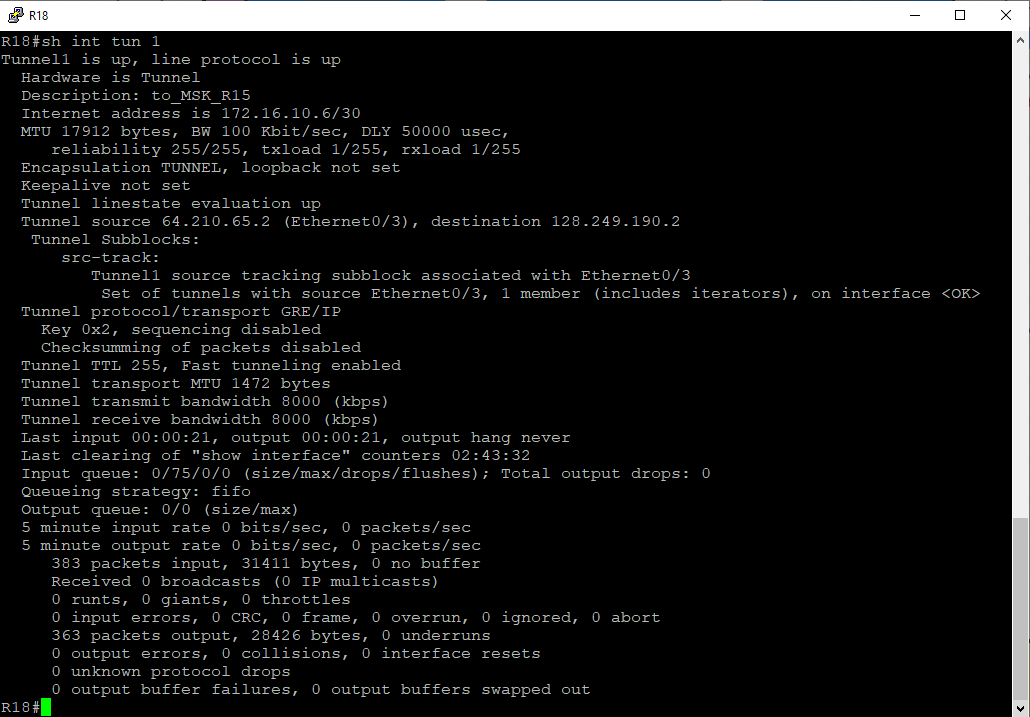 R18
R18#sh int tun 1
Tunnel1 is up, line protocol is up
  Hardware is Tunnel
  Description: to_MSK_R15
  Internet address is 172.16.10.6/30
  MTU 17912 bytes, BW 100 Kbit/sec, DLY 50000 usec,
     reliability 255/255, txload 1/255, rxload 1/255
  Encapsulation TUNNEL, loopback not set
  Keepalive not set
  Tunnel linestate evaluation up
  Tunnel source 64.210.65.2 (Ethernet0/3), destination 128.249.190.2
   Tunnel Subblocks:
      src-track:
         Tunnel1 source tracking subblock associated with Ethernet0/3
          Set of tunnels with source Ethernet0/3, 1 member (includes iterators), on interface <OK>
  Tunnel protocol/transport GRE/IP
    Key 0x2, sequencing disabled
    Checksumming of packets disabled
  Tunnel TTL 255, Fast tunneling enabled
  Tunnel transport MTU 1472 bytes
  Tunnel transmit bandwidth 8000 (kbps)
  Tunnel receive bandwidth 8000 (kbps)
  Last input 00:00:21, output 00:00:21, output hang never
  Last clearing of "show interface" counters 02:43:32
  Input queue: 0/75/0/0 (size/max/drops/flushes); Total output drops: 0
  Queueing strategy: fifo
  Output queue: 0/0 (size/max)
  5 minute input rate 0 bits/sec, 0 packets/sec
  5 minute output rate 0 bits/sec, 0 packets/sec
     383 packets input, 31411 bytes, 0 no buffer
     Received 0 broadcasts (0 IP multicasts)
     0 runts, 0 giants, 0 throttles
     0 input errors, 0 CRC, 0 frame, 0 overrun, 0 ignored, 0 abort
     363 packets output, 28426 bytes, 0 underruns
     0 output errors, 0 collisions, 0 interface resets
     0 unknown protocol drops
     0 output buffer failures, 0 output buffers swapped out
R18#